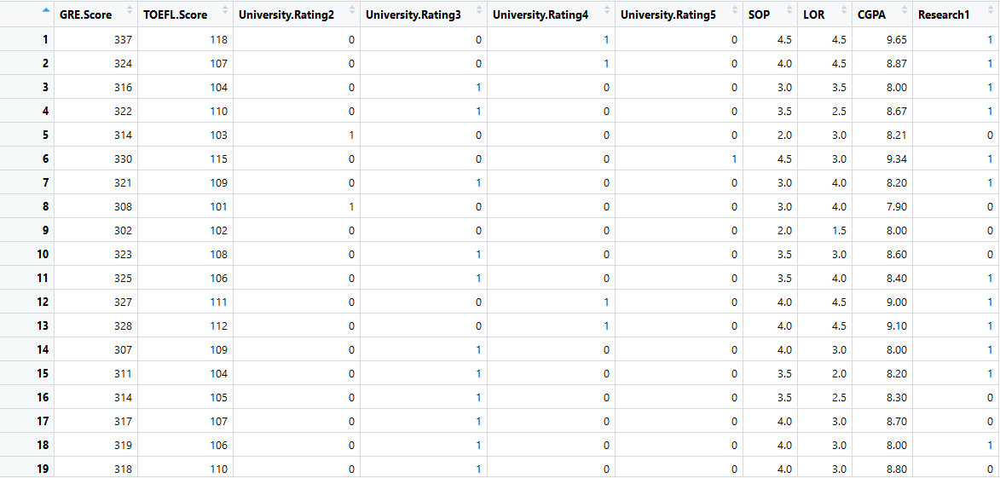 GRE.Score TOEFL.Score University.Rating2 University.Rating3 University.Rating4 University.Rating5 SOP LOR CGPA Research1
1 337 118 0 0 1 0 4.5 4.5 9.65 1
2 324 107 0 0 1 0 4.0 4.5 8.87 1
3 316 104 0 1 0 0 3.0 3.5 8.00 1
4 322 110 0 1 0 0 3.5 2.5 8.67 1
5 314 103 1 0 0 0 2.0 3.0 8.21 0
6 330 115 0 0 0 1 4.5 3.0 9.34 1
7 321 109 0 1 0 0 3.0 4.0 8.20 1
8 308 101 1 0 0 0 3.0 4.0 7.90 0
9 302 102 0 0 0 0 2.0 1.5 8.00 0
10 323 108 0 1 0 0 3.5 3.0 8.60 0
11 325 106 0 1 0 0 3.5 4.0 8.40 1
12 327 111 0 0 1 0 4.0 4.5 9.00 1
13 328 112 0 0 1 0 4.0 4.5 9.10 1
14 307 109 0 1 0 0 4.0 3.0 8.00 1
15 311 104 0 1 0 0 3.5 2.0 8.20 1
16 314 105 0 1 0 0 3.5 2.5 8.30 0
17 317 107 0 1 0 0 4.0 3.0 8.70 0
18 319 106 0 1 0 0 4.0 3.0 8.00 1
19 318 110 0 1 0 0 4.0 3.0 8.80 0